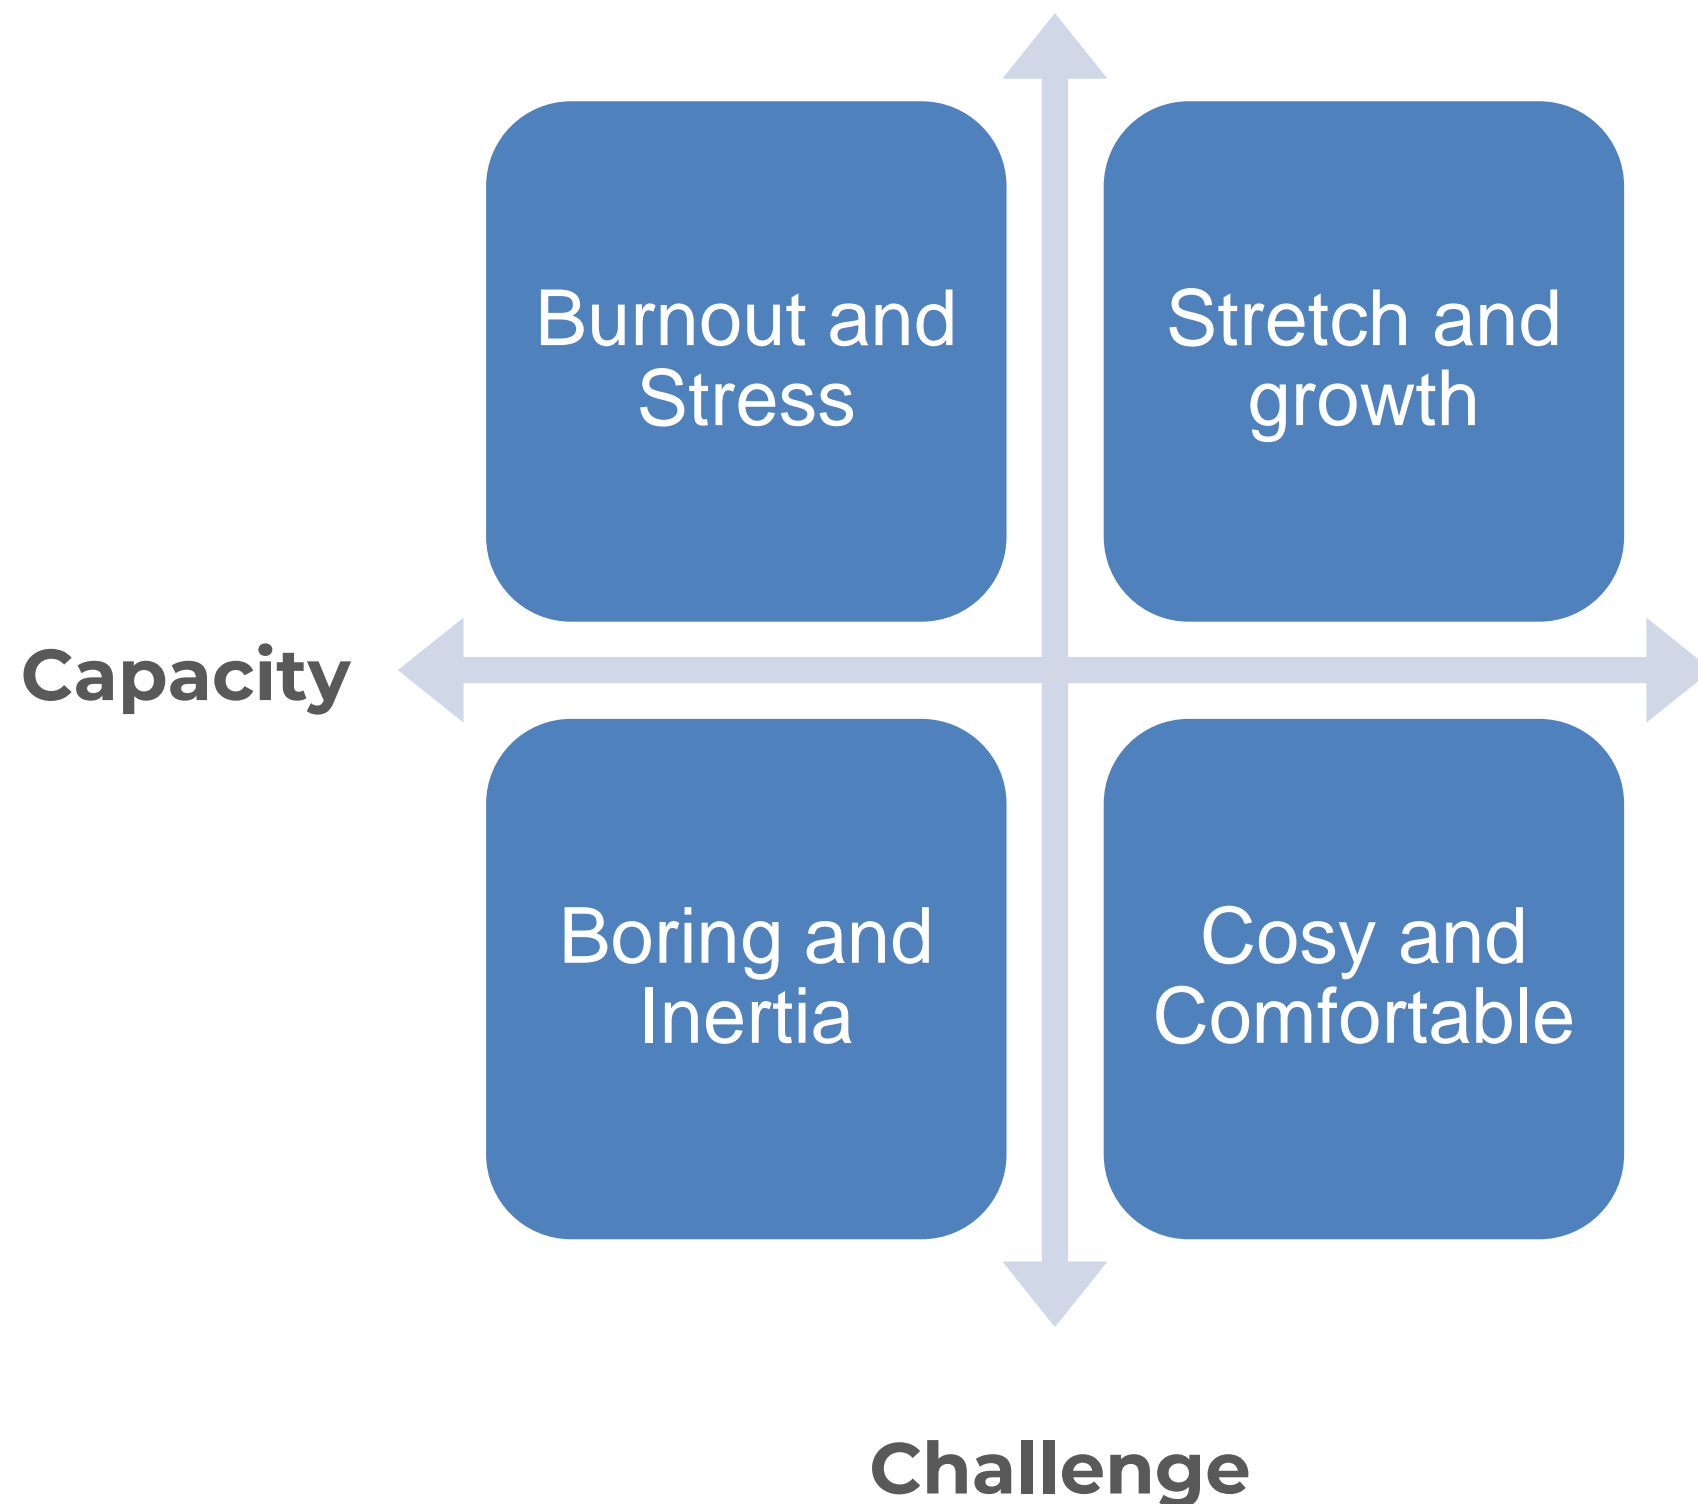 Burnout and
Stress
Stretch and
growth
Capacity
Boring and
Inertia
Cosy and
Comfortable
Challenge